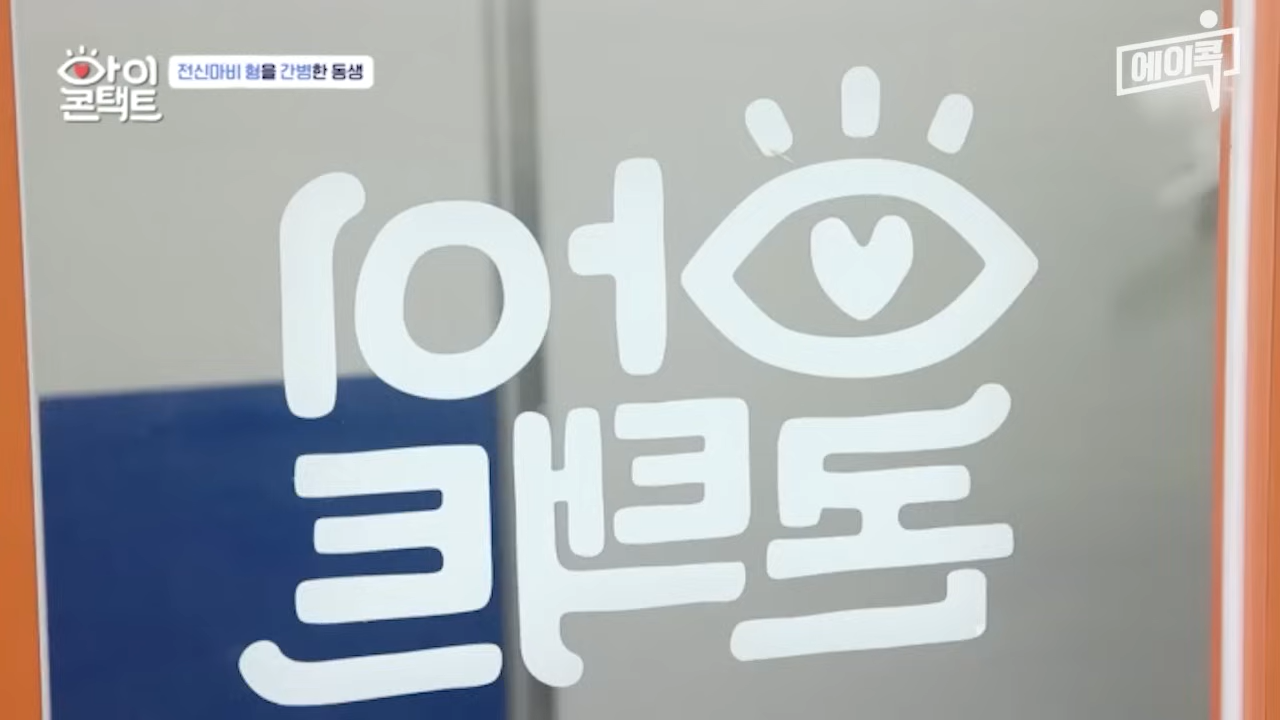 아이
콘택트
전신마비 형을 간병한 동생
에이콕
아이
콘택트